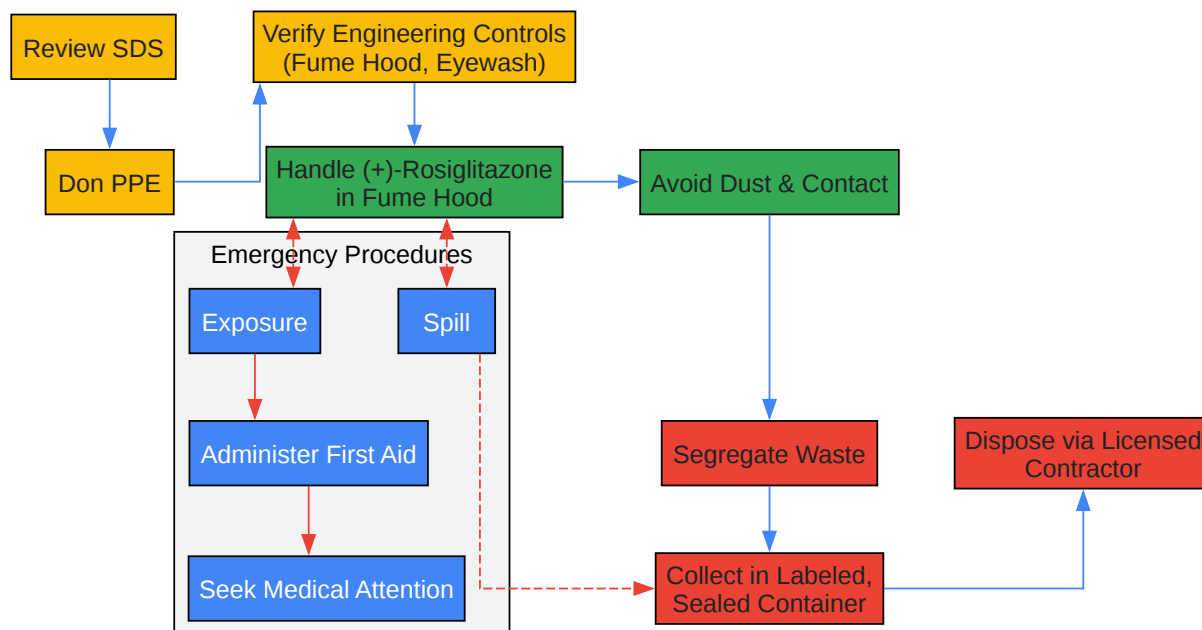 Review SDS
Verify Engineering Controls
(Fume Hood, Eyewash)
Don PPE
Handle (+)-Rosiglitazone
in Fume Hood
Avoid Dust & Contact
Emergency Procedures
Exposure
Spill
Administer First Aid
Segregate Waste
Dispose via Licensed
Contractor
Seek Medical Attention
Collect in Labeled,
Sealed Container